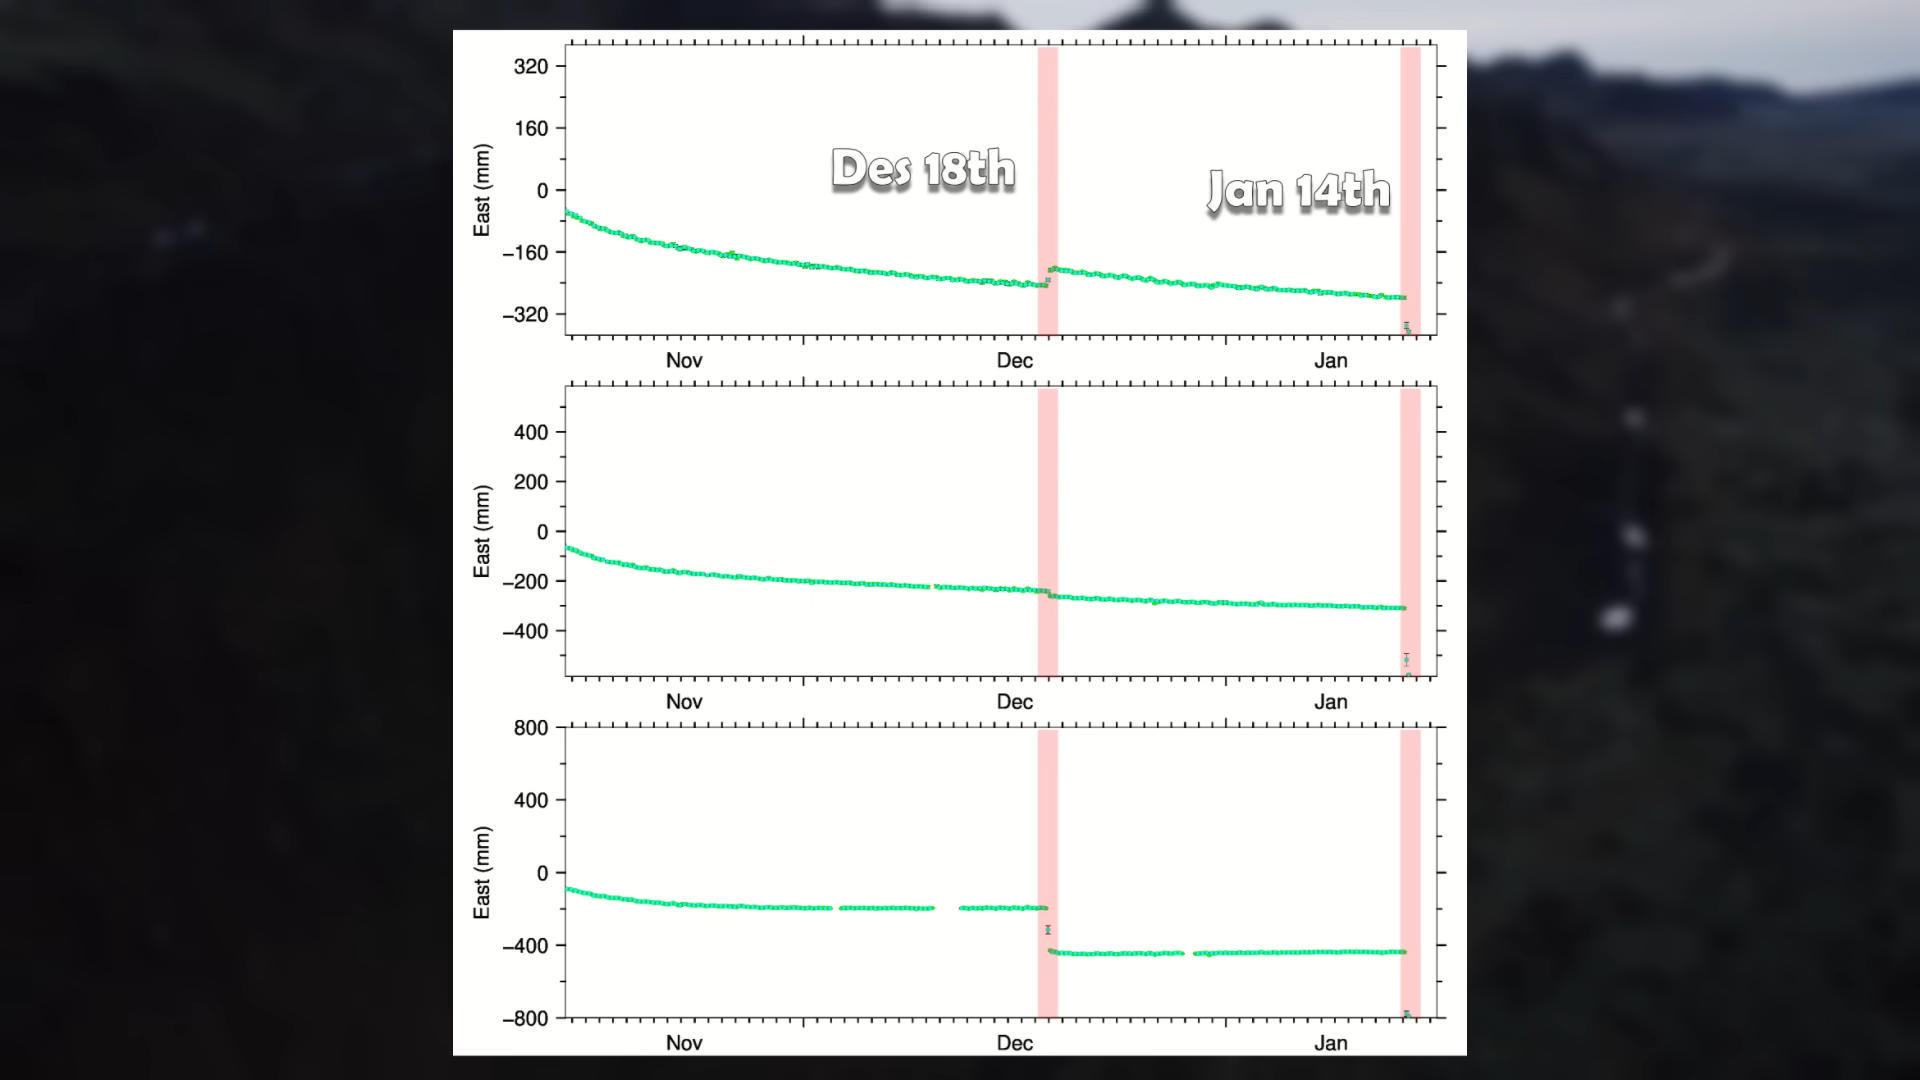 320
160
0
−160
−320
East (mm)
Des 18th
Jan 14th
Nov Dec Jan
400
200
0
−200
−400
East (mm)
Nov Dec Jan
800
400
0
−400
−800
East (mm)
Nov Dec Jan